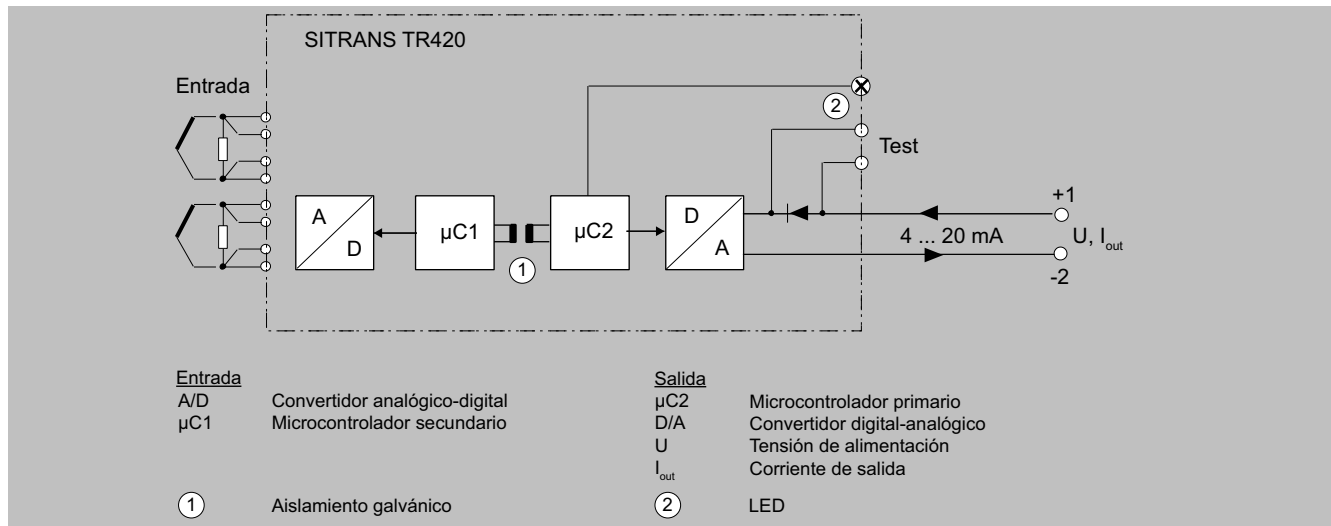 SITRANS TR420
Entrada
2
Test
A
D
µC1
1
µC2
D
A
+1
4 ... 20 mA
U, Iout
-2
Entrada
A/D Convertidor analógico-digital
µC1 Microcontrolador secundario
1 Aislamiento galvánico
Salida
µC2 Microcontrolador primario
D/A Convertidor digital-analógico
U Tensión de alimentación
Iout Corriente de salida
2 LED